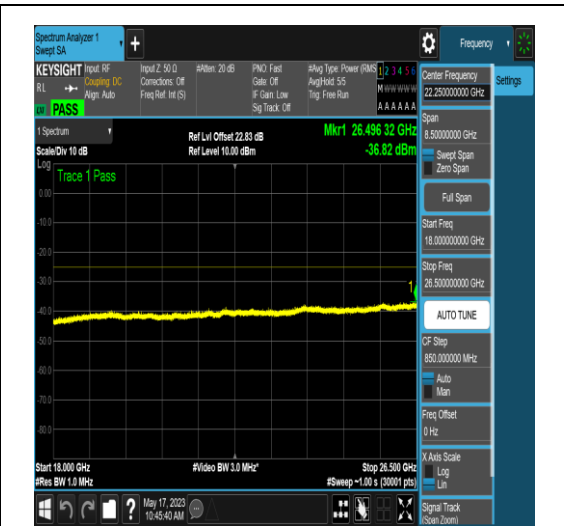 Spectrum Analyzer 1
Swept SA
+
Frequency
KEYSIGHT
Input: RF
Coupling: DC
Align: Auto
Input Z: 50 Ω
Corrections: Off
Freq Ref: Int (S)
#Atten: 20 dB
PNO: Fast
Gate: Off
IF Gain: Low
Sig Track: Off
#Avg Type: Power (RMS
Avg|Hold: 5/5
Trig: Free Run
1 2 3 4 5 6
M W W W W W
A A A A A A
RL
PASS
Center Frequency
22.250000000 GHz
Settings
Span
8.50000000 GHz
Swept Span
Zero Span
Full Span
Start Freq
18.000000000 GHz
Stop Freq
26.500000000 GHz
AUTO TUNE
CF Step
850.000000 MHz
Auto
Man
Freq Offset
0 Hz
X Axis Scale
Log
Lin
Signal Track
(Span Zoom)
1 Spectrum
Scale/Div 10 dB
Ref Lvl Offset 22.83 dB
Ref Level 10.00 dBm
Mkr1 26.496 32 GHz
-36.82 dBm
Log
Trace 1 Pass
0.00
-10.0
-20.0
-30.0
-40.0
-50.0
-60.0
-70.0
-80.0
1
Start 18.000 GHz
#Res BW 1.0 MHz
#Video BW 3.0 MHz*
Stop 26.500 GHz
#Sweep ~1.00 s (30001 pts)
?
May 17, 2023
10:45:40 AM